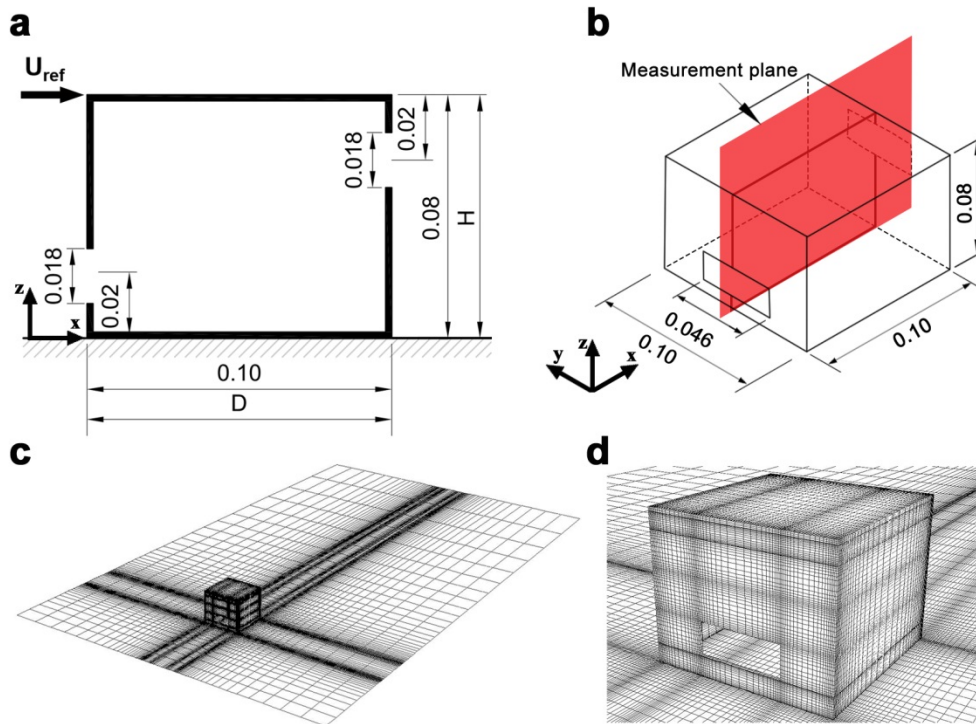 a
U_ref
0.02
0.018
0.08
H
0.018
0.02
z
x
0.10
D
b
Measurement plane
0.08
0.046
0.10
0.10
y
z
x
c
d